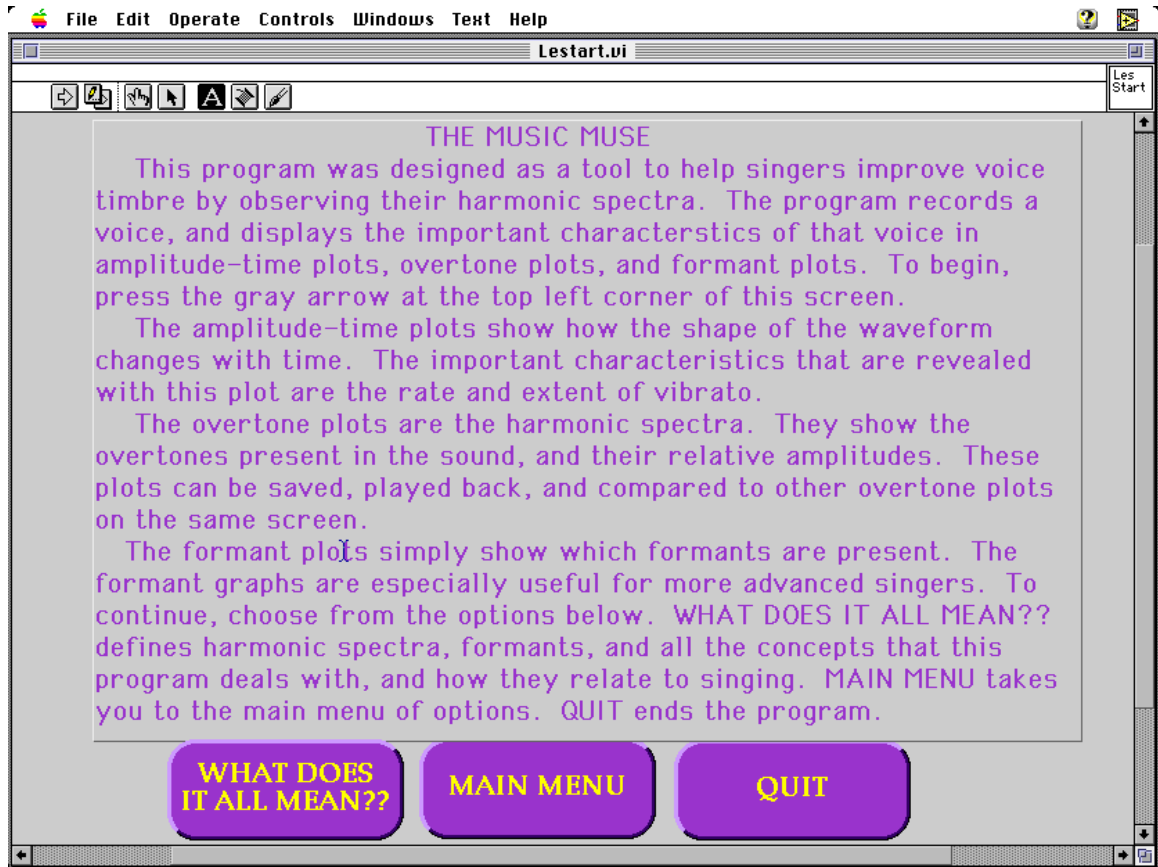 File Edit Operate Controls Windows Text Help
Lestart.vi
Les
Start
A
THE MUSIC MUSE
This program was designed as a tool to help singers improve voice
timbre by observing their harmonic spectra. The program records a
voice, and displays the important characterstics of that voice in
amplitude-time plots, overtone plots, and formant plots. To begin,
press the gray arrow at the top left corner of this screen.
The amplitude-time plots show how the shape of the waveform
changes with time. The important characteristics that are revealed
with this plot are the rate and extent of vibrato.
The overtone plots are the harmonic spectra. They show the
overtones present in the sound, and their relative amplitudes. These
plots can be saved, played back, and compared to other overtone plots
on the same screen.
The formant plots simply show which formants are present. The
formant graphs are especially useful for more advanced singers. To
continue, choose from the options below. WHAT DOES IT ALL MEAN??
defines harmonic spectra, formants, and all the concepts that this
program deals with, and how they relate to singing. MAIN MENU takes
you to the main menu of options. QUIT ends the program.
WHAT DOES
IT ALL MEAN??
MAIN MENU
QUIT